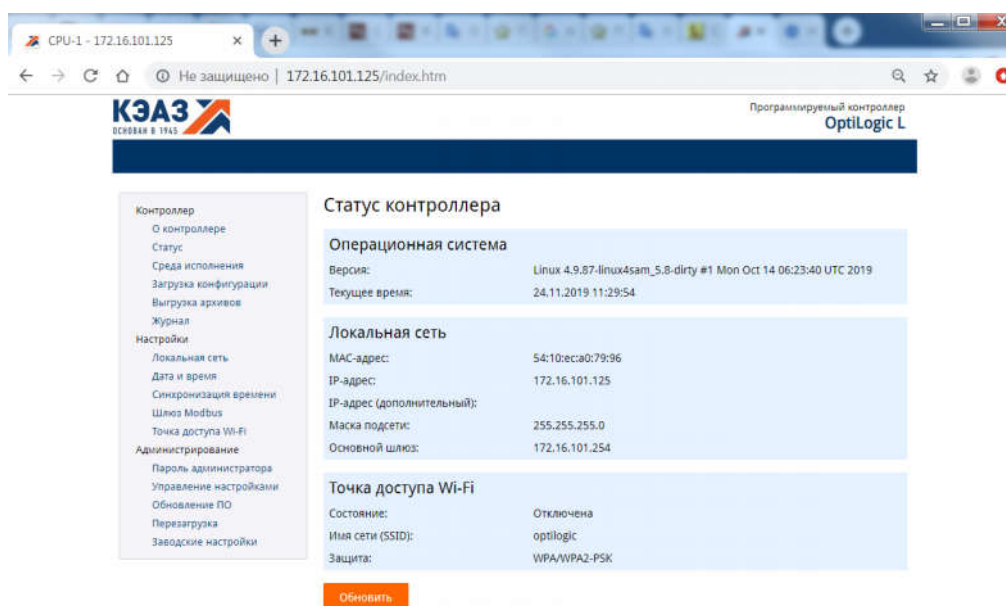 CPU-1 - 172.16.101.125
Не защищено | 172.16.101.125/index.htm
КЭАЗ
ОСНОВАН В 1945
Программируемый контроллер
OptiLogic L
Контроллер
О контроллере
Статус
Среда исполнения
Загрузка конфигурации
Выгрузка архивов
Журнал
Настройки
Локальная сеть
Дата и время
Синхронизация времени
Шлюз Modbus
Точка доступа Wi-Fi
Администрирование
Пароль администратора
Управление настройками
Обновление ПО
Перезагрузка
Заводские настройки
Статус контроллера
Операционная система
Версия: Linux 4.9.87-linux4sam_5.8-dirty #1 Mon Oct 14 06:23:40 UTC 2019
Текущее время: 24.11.2019 11:29:54
Локальная сеть
MAC-адрес: 54:10:ec:a0:79:96
IP-адрес: 172.16.101.125
IP-адрес (дополнительный):
Маска подсети: 255.255.255.0
Основной шлюз: 172.16.101.254
Точка доступа Wi-Fi
Состояние: Отключена
Имя сети (SSID): optilogic
Защита: WPA/WPA2-PSK
Обновить